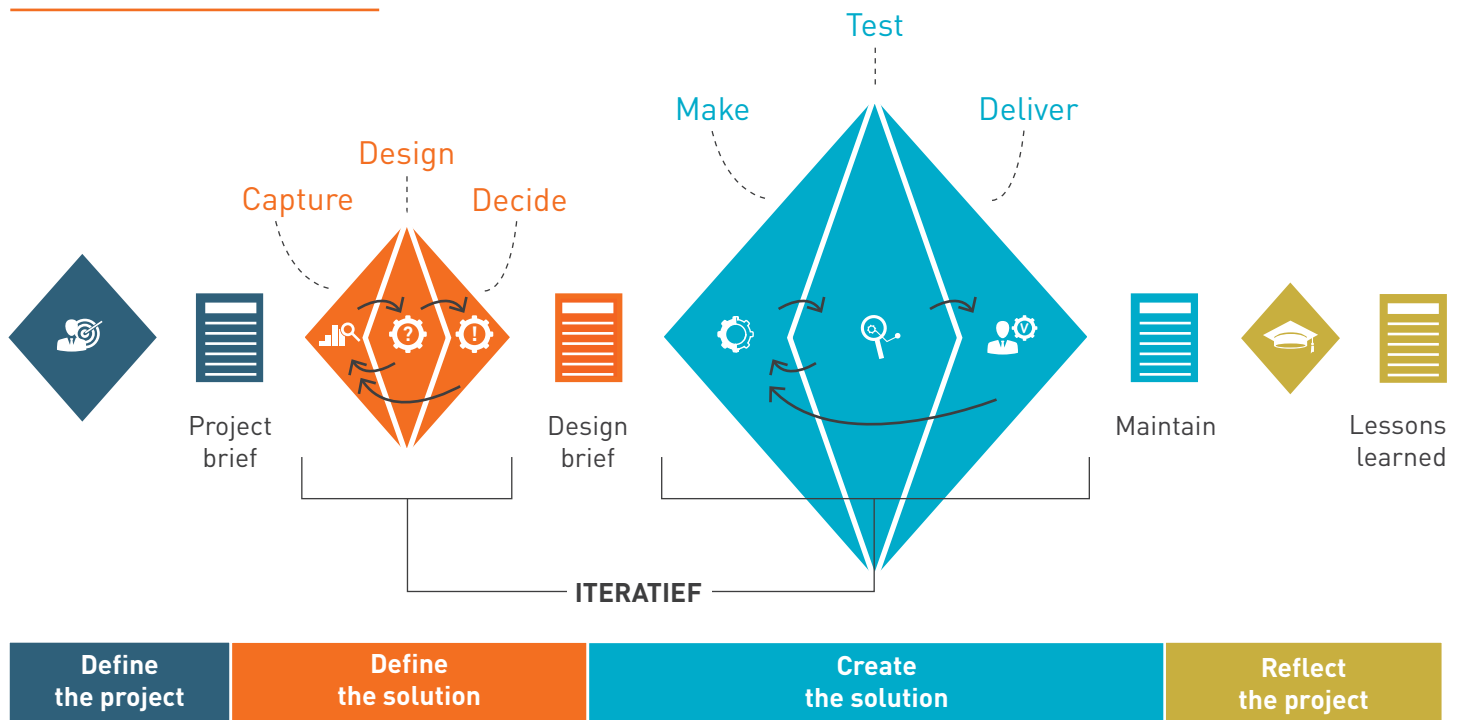 Test
Make
Deliver
Design
Capture
Decide
?
!
V
Project
brief
Design
brief
Maintain
Lessons
learned
ITERATIEF
Define
the project
Define
the solution
Create
the solution
Reflect
the project